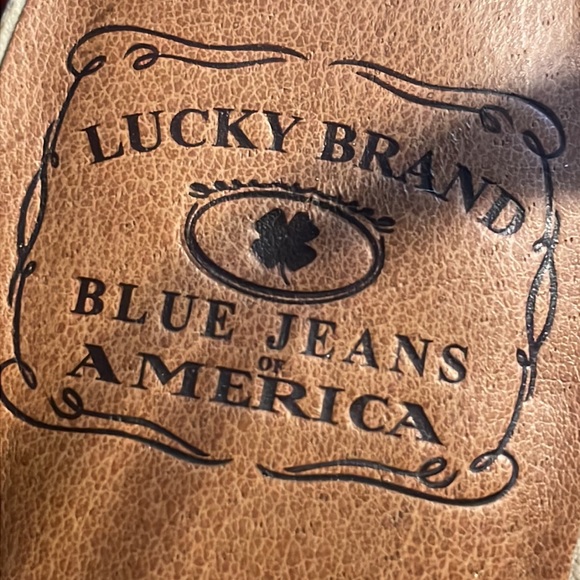 LUCKY BRAND
BLUE JEANS
OF
AMERICA